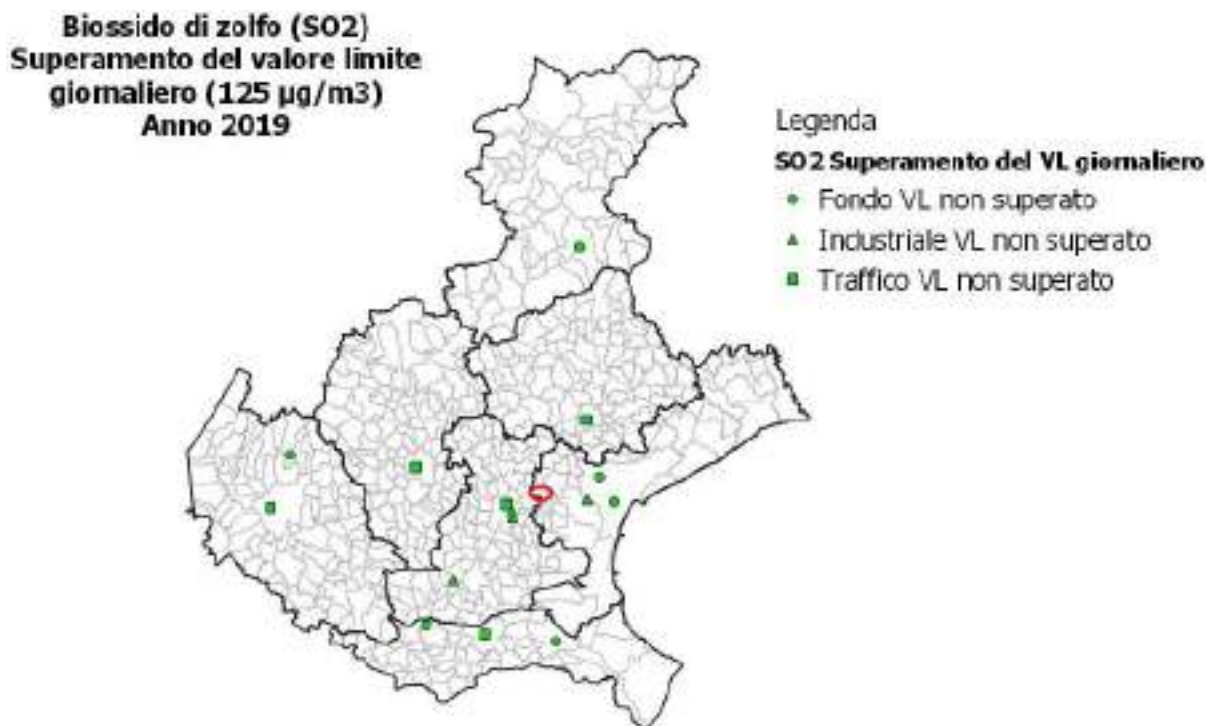 Biossido di zolfo (SO2)
Superamento del valore limite
giornaliero (125 µg/m3)
Anno 2019
Legenda
SO2 Superamento del VL giornaliero
Fondo VL non superato
Industriale VL non superato
Traffico VL non superato